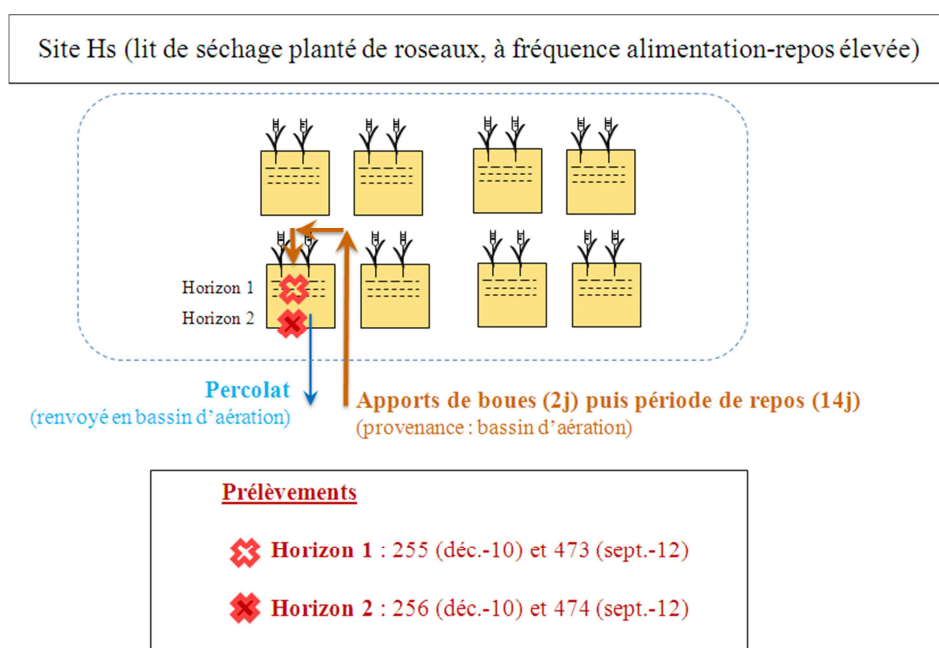 Site Hs (lit de séchage planté de roseaux, à fréquence alimentation-repos élevée)
Horizon 1
Horizon 2
Percolat
(renvoyé en bassin d'aération)
Apports de boues (2j) puis période de repos (14j)
(provenance : bassin d'aération)
Prélèvements
Horizon 1 : 255 (déc.-10) et 473 (sept.-12)
Horizon 2 : 256 (déc.-10) et 474 (sept.-12)